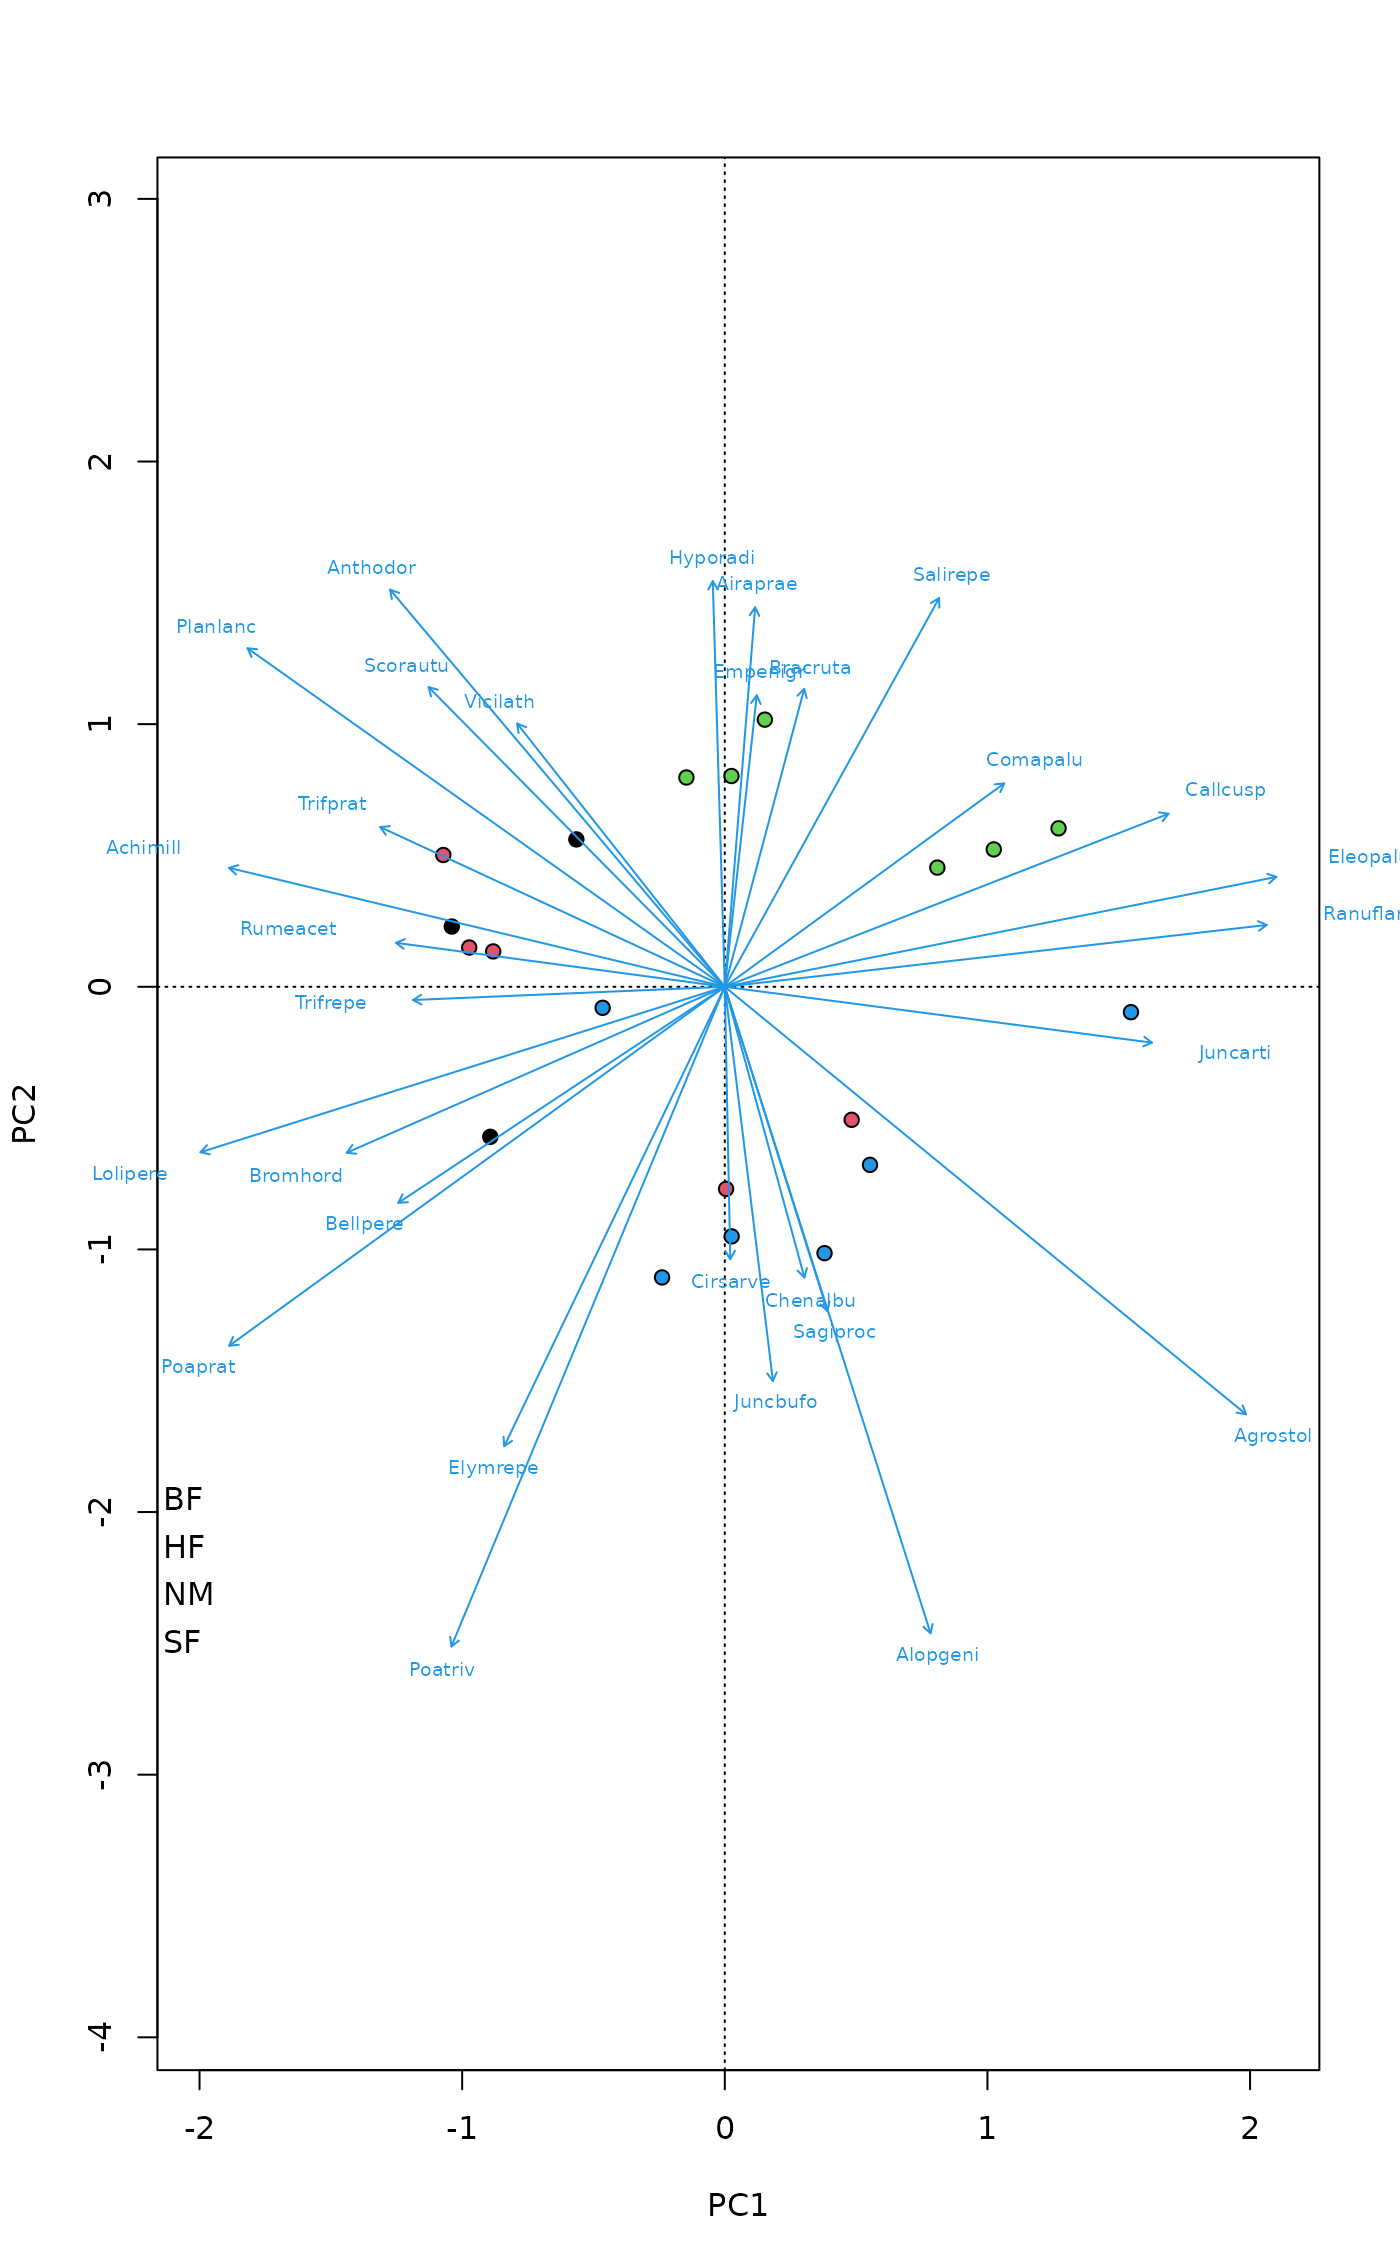 3
2
1
0
-1
-2
-3
-4
PC2
Hyporadi
Anthodor
Salirepe
Airaprae
Planlanc
Scorautu
Empenigr
Bracruta
Vicilath
Comapalu
Callcusp
Trifprat
Achimill
Eleopal
Ranuflar
Rumeacet
Trifrepe
Juncarti
Lolipere
Bromhord
Bellpere
Cirsarve
Chenalbu
Sagiproc
Poaprat
Juncbufo
Agrostol
Elymrepe
BF
HF
NM
SF
Alopgeni
Poatriv
-2
-1
0
1
2
PC1